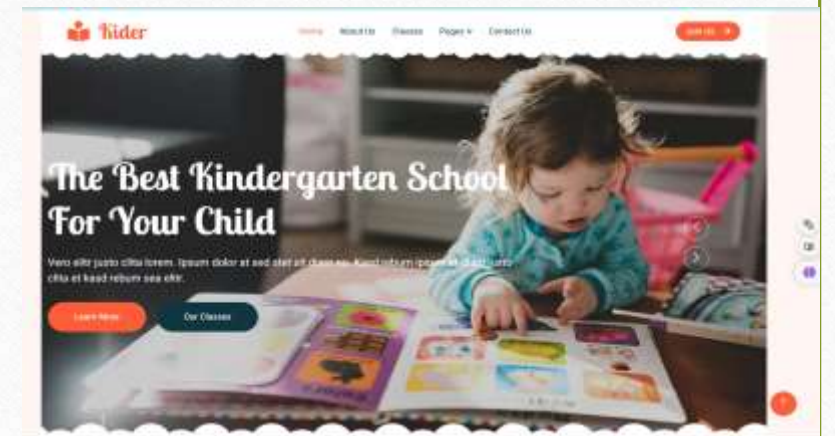 Kider
Home About Us Classes Pages Contact Us
Join Us
The Best Kindergarten School
For Your Child
Vero elitr justo clita lorem. Ipsum dolor at sed stet sit diam no. Kasd rebum ipsum et diam justo
clita et kasd rebum sea elitr.
Learn More
Our Classes